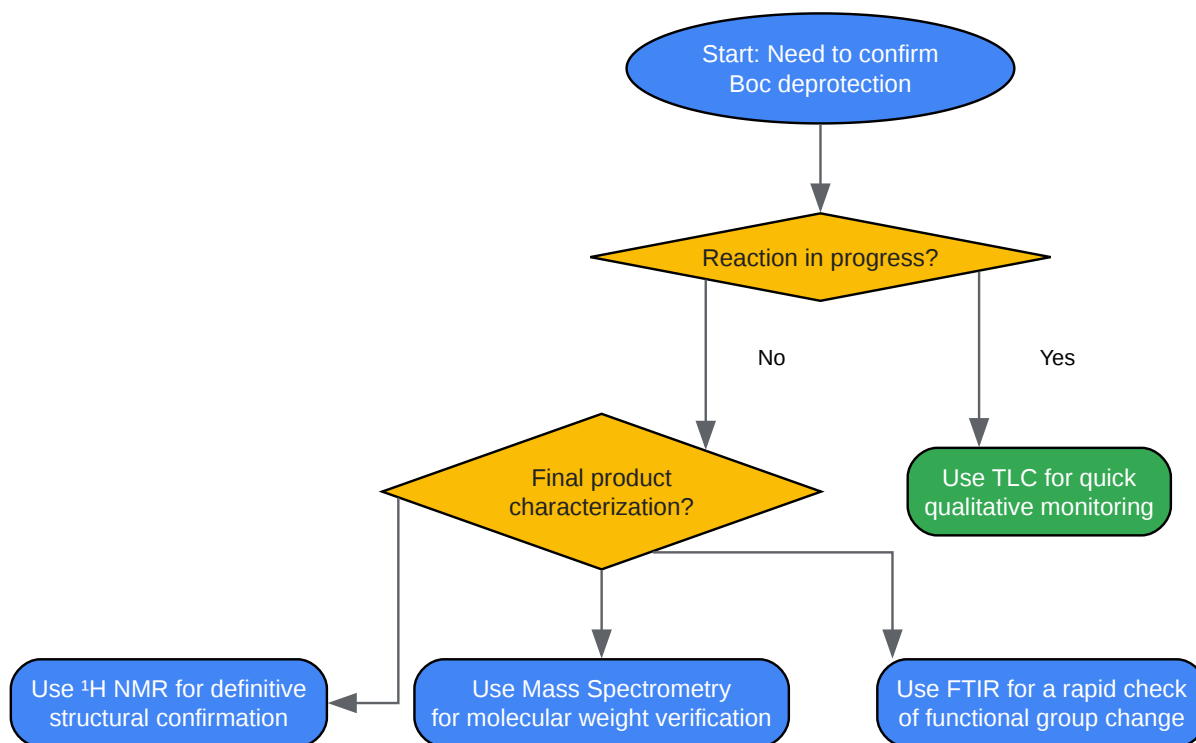 Start: Need to confirm
Boc deprotection
Reaction in progress?
No
Yes
Final product
characterization?
Use TLC for quick
qualitative monitoring
Use ¹H NMR for definitive
structural confirmation
Use Mass Spectrometry
for molecular weight verification
Use FTIR for a rapid check
of functional group change